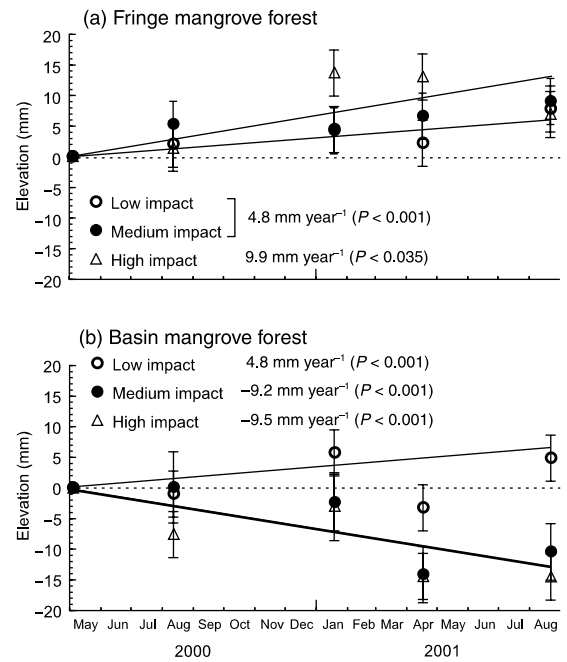 (a) Fringe mangrove forest
20
15
10
5
0
−5
−10
−15
−20
Elevation (mm)
Low impact
Medium impact
4.8 mm year⁻¹ (P < 0.001)
High impact 9.9 mm year⁻¹ (P < 0.035)
(b) Basin mangrove forest
20
15
10
5
0
−5
−10
−15
−20
Elevation (mm)
Low impact 4.8 mm year⁻¹ (P < 0.001)
Medium impact −9.2 mm year⁻¹ (P < 0.001)
High impact −9.5 mm year⁻¹ (P < 0.001)
May Jun Jul Aug Sep Oct Nov Dec Jan Feb Mar Apr May Jun Jul Aug
2000 2001